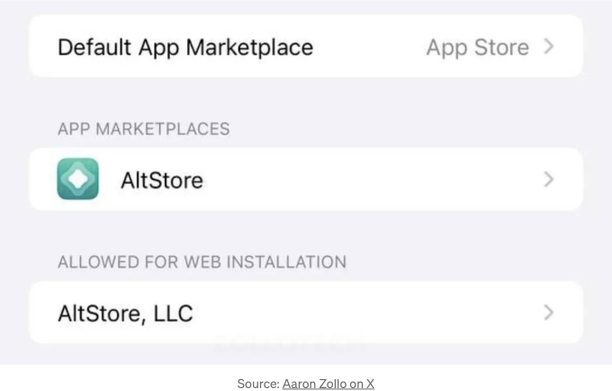 Default App Marketplace App Store
APP MARKETPLACES
AltStore
ALLOWED FOR WEB INSTALLATION
AltStore, LLC
Source: Aaron Zollo on X